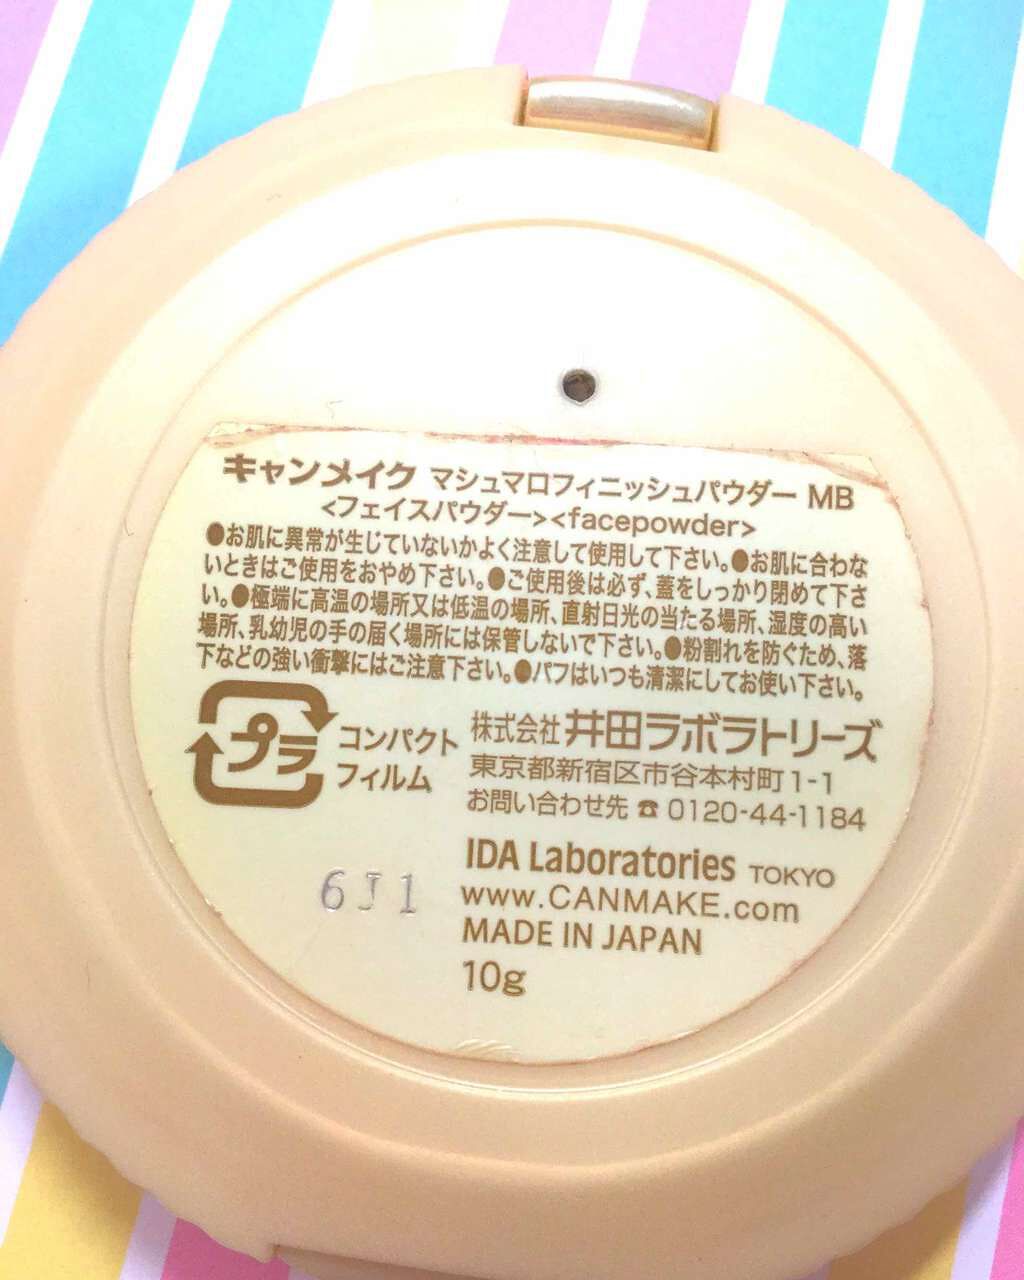 キャンメイク マシュマロフィニッシュパウダー MB
<フェイスパウダー><facepowder>
●お肌に異常が生じていないかよく注意して使用して下さい。●お肌に合わな
いときはご使用をおやめ下さい。●ご使用後は必ず、蓋をしっかり閉めて下さ
い。●極端に高温の場所又は低温の場所、直射日光の当たる場所、湿度の高い
場所、乳幼児の手の届く場所には保管しないで下さい。●粉割れを防ぐため、落
下などの強い衝撃にはご注意下さい。●パフはいつも清潔にしてお使い下さい。
プラ
コンパクト
フィルム
株式会社 井田ラボラトリーズ
東京都新宿区市谷本村町1-1
お問い合わせ先 ☎ 0120-44-1184
IDA Laboratories TOKYO
www.CANMAKE.com
MADE IN JAPAN
10g
6J1